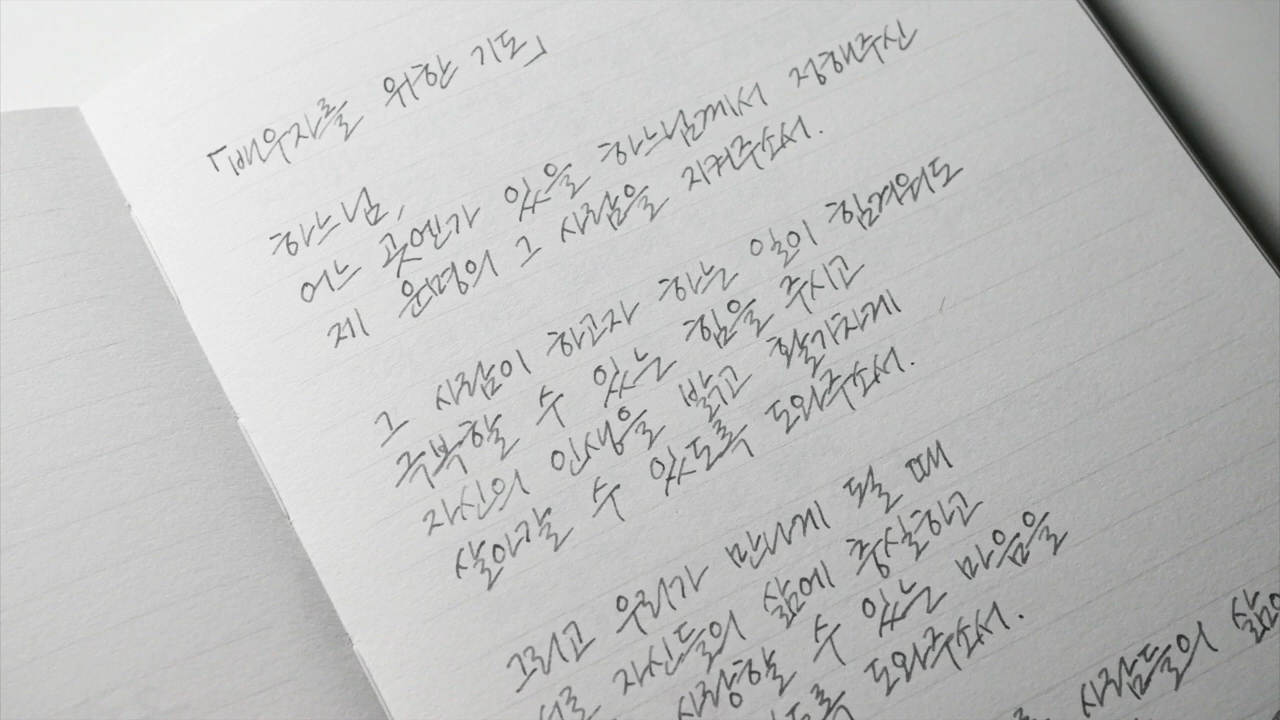 「배우자를 위한 기도」
하느님,
어느 곳엔가 있을 하느님께서 정해주신
제 운명의 그 사람을 지켜주소서.
그 사람이 하고자 하는 일이 힘겨워도
극복할 수 있는 힘을 주시고
자신의 인생을 밝고 활기차게
살아갈 수 있도록 도와주소서.
그리고 우리가 만나게 될 때
서로 자신들의 삶에 충실하고
사랑할 수 있는 마음을
도와주소서.
사람들의 삶